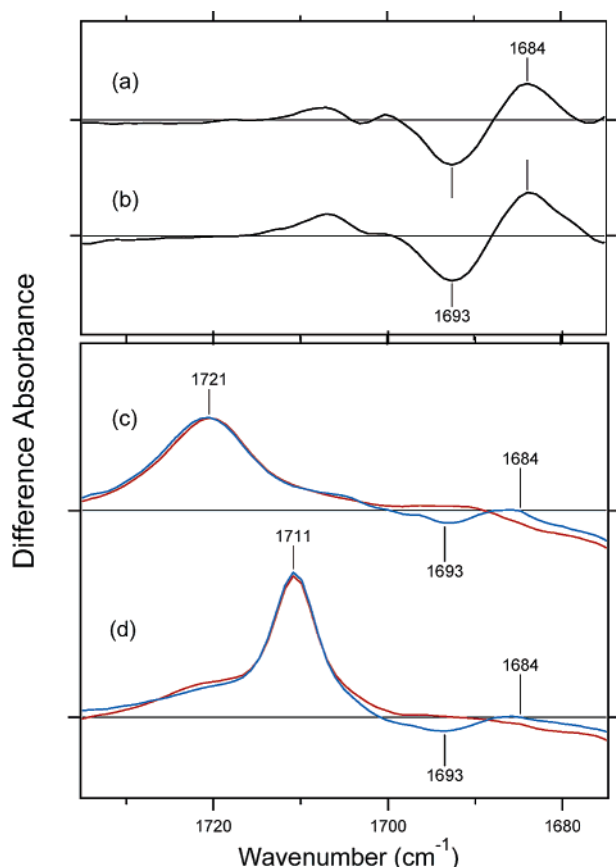 1684
(a)
(b)
1693
1721
(c)
1684
1693
1711
(d)
1684
1693
Difference Absorbance
1720 1700 1680
Wavenumber (cm⁻¹)